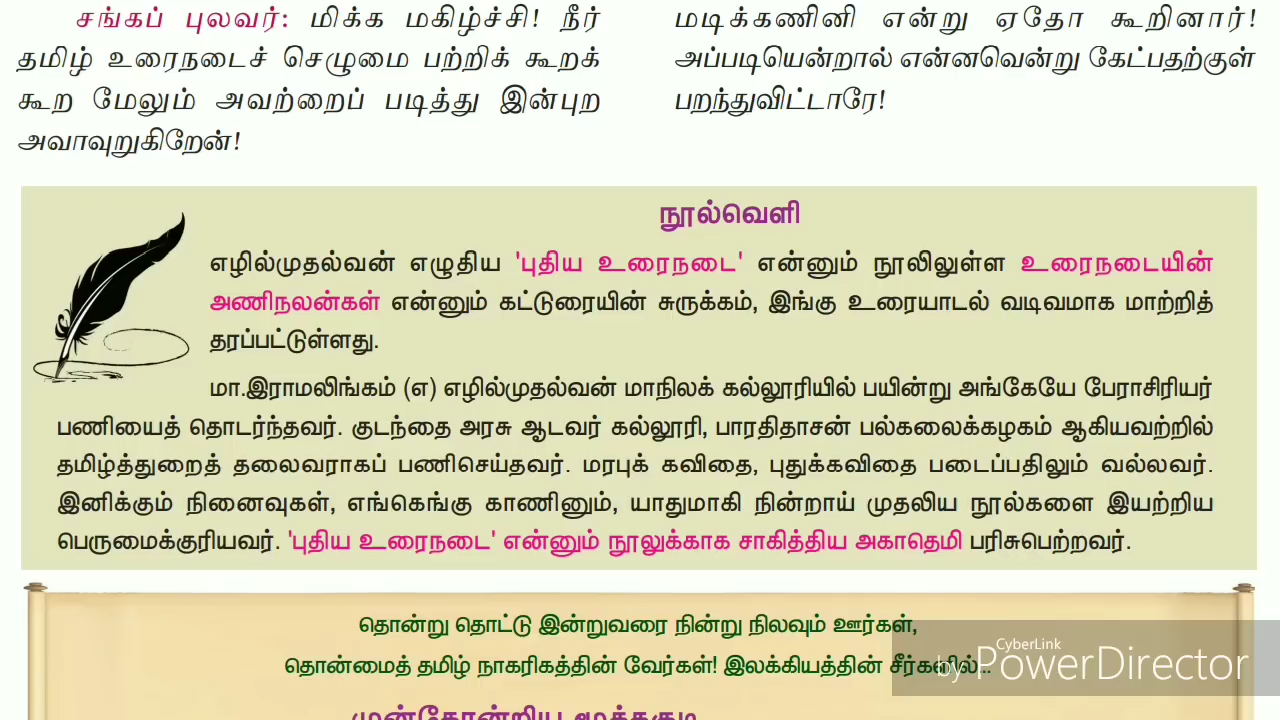 சங்கப் புலவர்: மிக்க மகிழ்ச்சி! நீர்
தமிழ் உரைநடைச் செழுமை பற்றிக் கூறக்
கூற மேலும் அவற்றைப் படித்து இன்புற
அவாவுறுகிறேன்!
மடிக்கணினி என்று ஏதோ கூறினார்!
அப்படியென்றால் என்னவென்று கேட்பதற்குள்
பறந்துவிட்டாரே!
நூல்வெளி
எழில்முதல்வன் எழுதிய 'புதிய உரைநடை' என்னும் நூலிலுள்ள உரைநடையின்
அணிநலன்கள் என்னும் கட்டுரையின் சுருக்கம், இங்கு உரையாடல் வடிவமாக மாற்றித்
தரப்பட்டுள்ளது.
மா.இராமலிங்கம் (எ) எழில்முதல்வன் மாநிலக் கல்லூரியில் பயின்று அங்கேயே பேராசிரியர்
பணியைத் தொடர்ந்தவர். குடந்தை அரசு ஆடவர் கல்லூரி, பாரதிதாசன் பல்கலைக்கழகம் ஆகியவற்றில்
தமிழ்த்துறைத் தலைவராகப் பணிசெய்தவர். மரபுக் கவிதை, புதுக்கவிதை படைப்பதிலும் வல்லவர்.
இனிக்கும் நினைவுகள், எங்கெங்கு காணினும், யாதுமாகி நின்றாய் முதலிய நூல்களை இயற்றிய
பெருமைக்குரியவர். 'புதிய உரைநடை' என்னும் நூலுக்காக சாகித்திய அகாதெமி பரிசுபெற்றவர்.
தொன்று தொட்டு இன்றுவரை நின்று நிலவும் ஊர்கள்,
தொன்மைத் தமிழ் நாகரிகத்தின் வேர்கள்! இலக்கியத்தின் சீர்களில்...
CyberLink
by PowerDirector